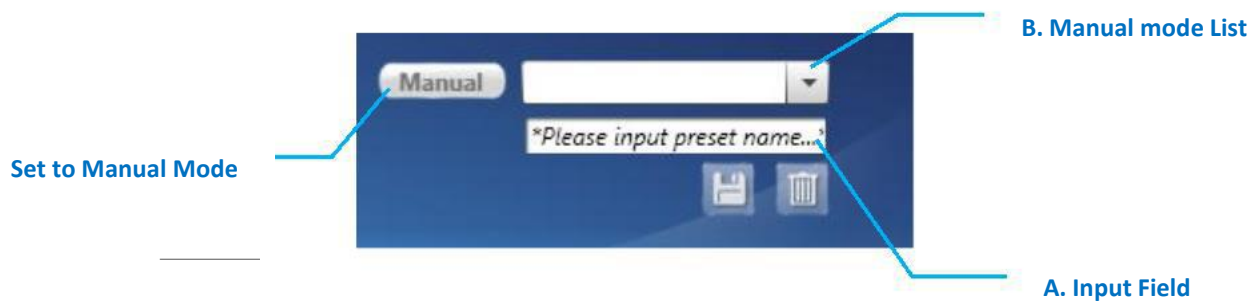 B. Manual mode List
Manual
*Please input preset name...*
Set to Manual Mode
A. Input Field